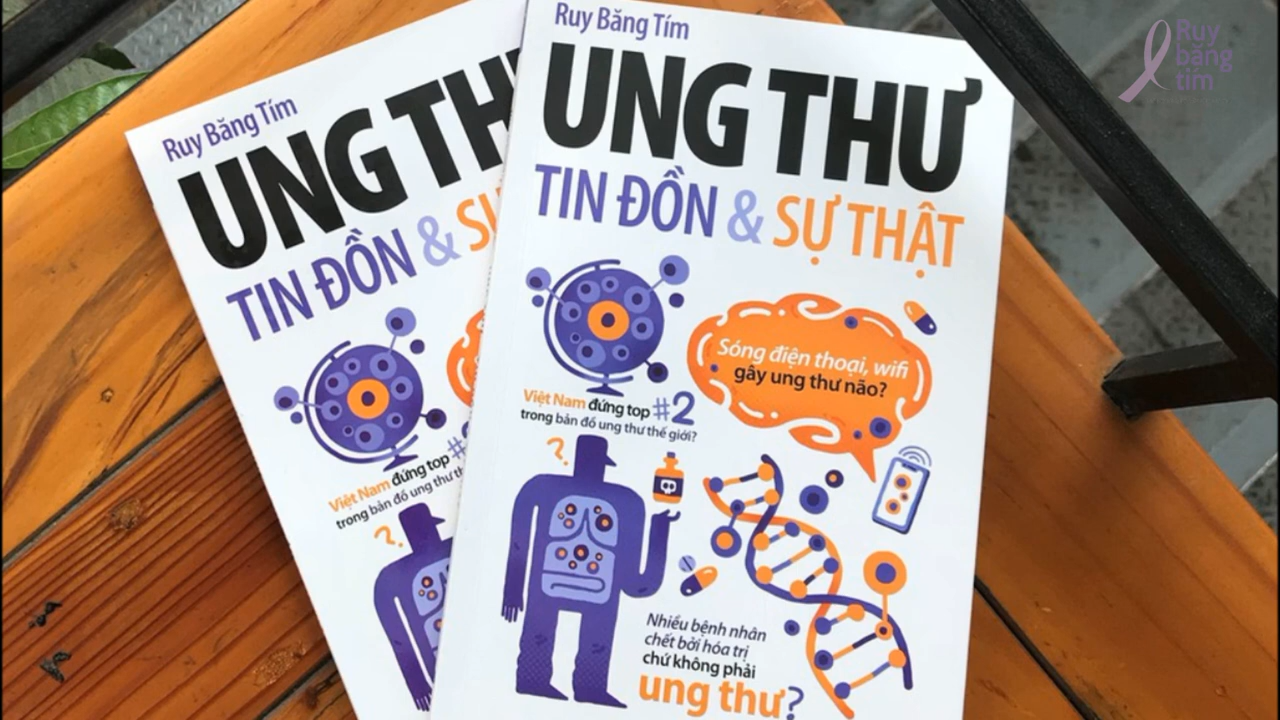 Ruy Băng Tím
UNG THƯ
TIN ĐỒN & SỰ
Việt Nam đứng top #
trong bản đồ ung thư th
Ruy Băng Tím
UNG THƯ
TIN ĐỒN & SỰ THẬT
Sóng điện thoại, wifi
gây ung thư não?
Việt Nam đứng top #2
trong bản đồ ung thư thế giới?
Nhiều bệnh nhân
chết bởi hóa trị
chứ không phải
ung thư?
Ruy
băng
tím